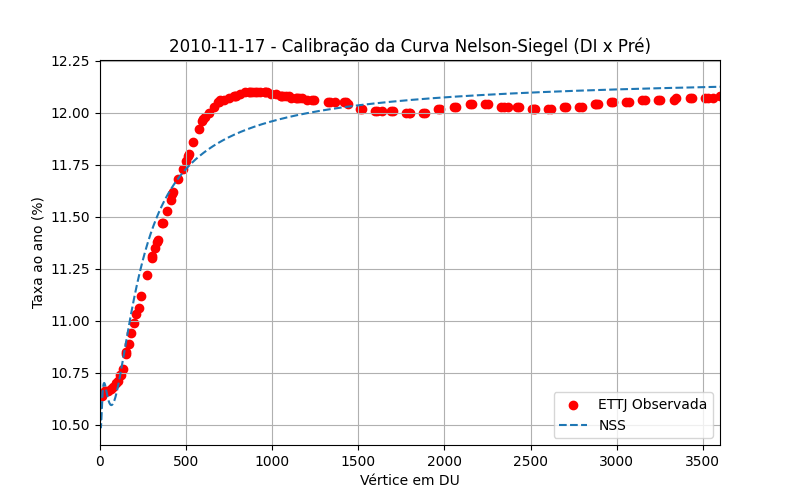 2010-11-17 - Calibração da Curva Nelson-Siegel (DI x Pré)
12.25
12.00
11.75
11.50
11.25
11.00
10.75
10.50
Taxa ao ano (%)
ETTJ Observada
NSS
0 500 1000 1500 2000 2500 3000 3500
Vértice em DU